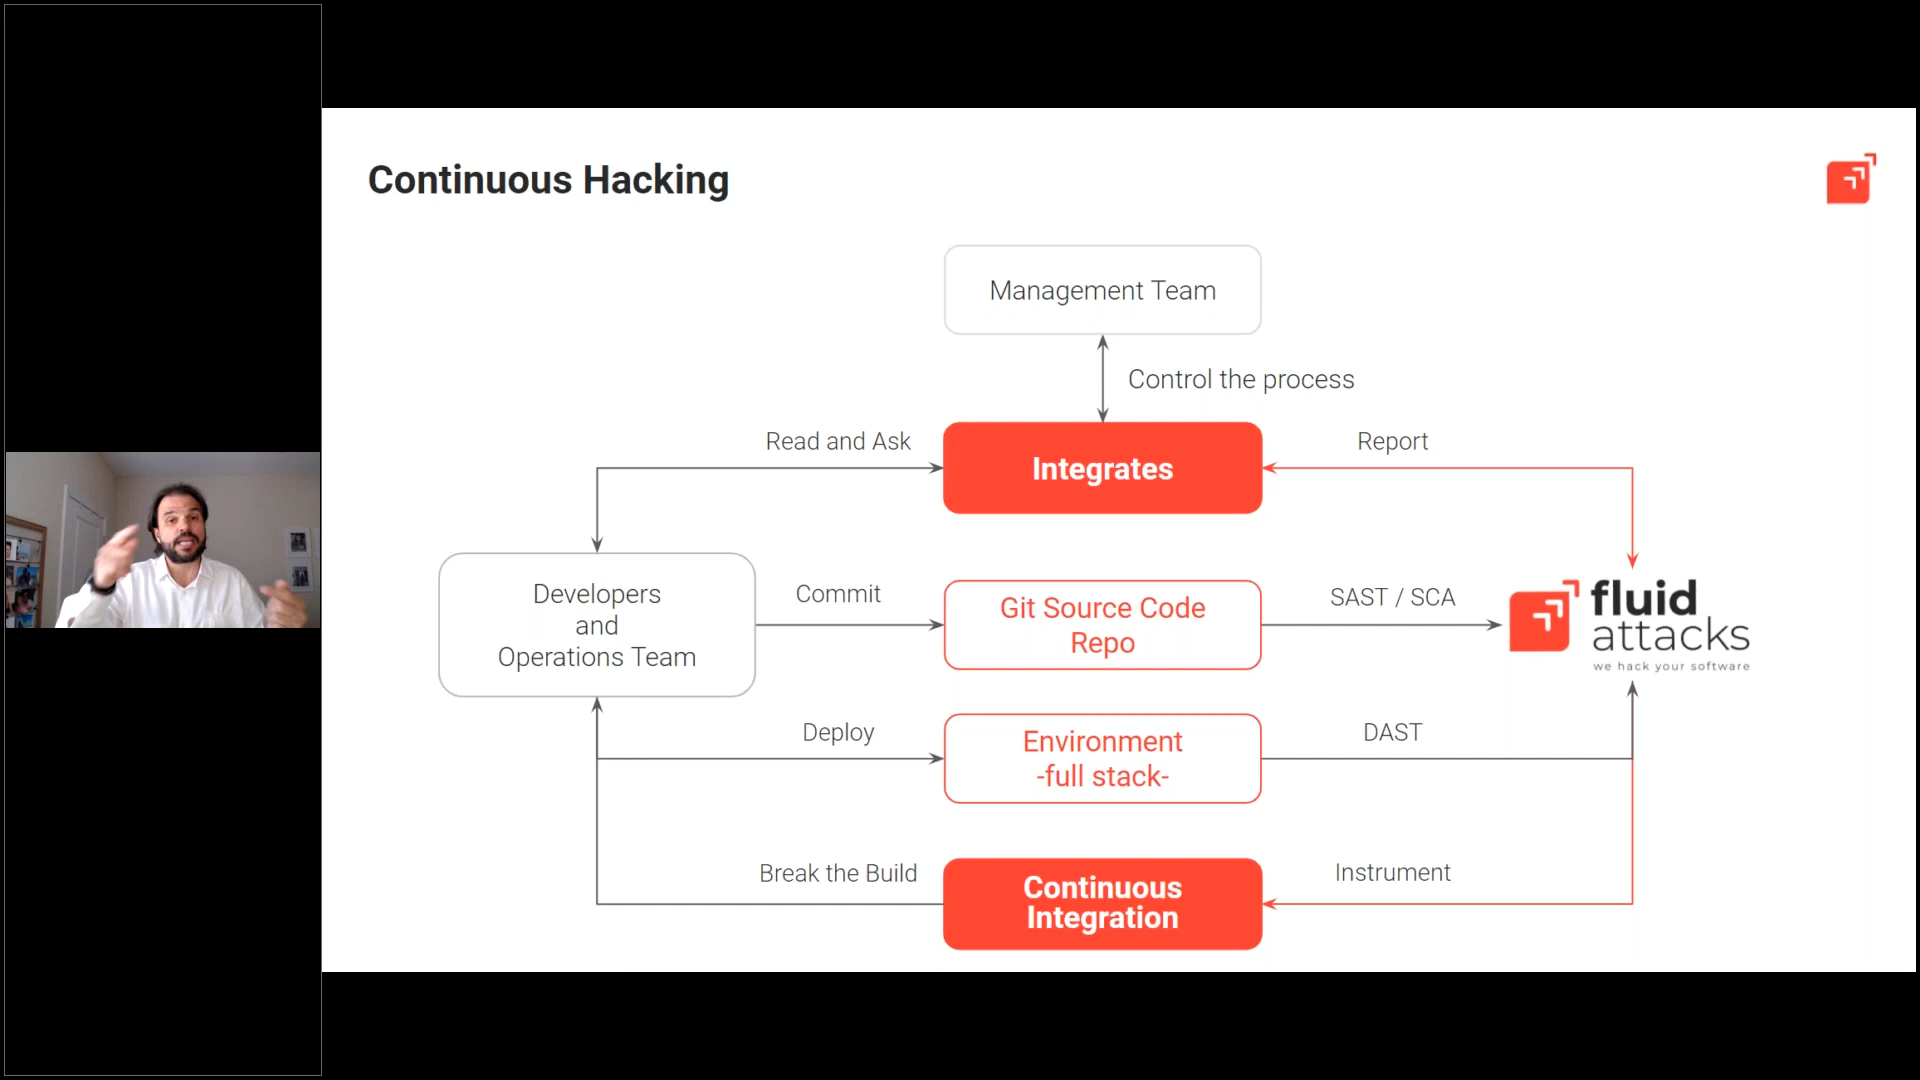 Continuous Hacking
Management Team
Control the process
Read and Ask
Integrates
Report
Developers
and
Operations Team
Commit
Git Source Code
Repo
SAST / SCA
fluid
attacks
we hack your software
Deploy
Environment
-full stack-
DAST
Break the Build
Continuous
Integration
Instrument